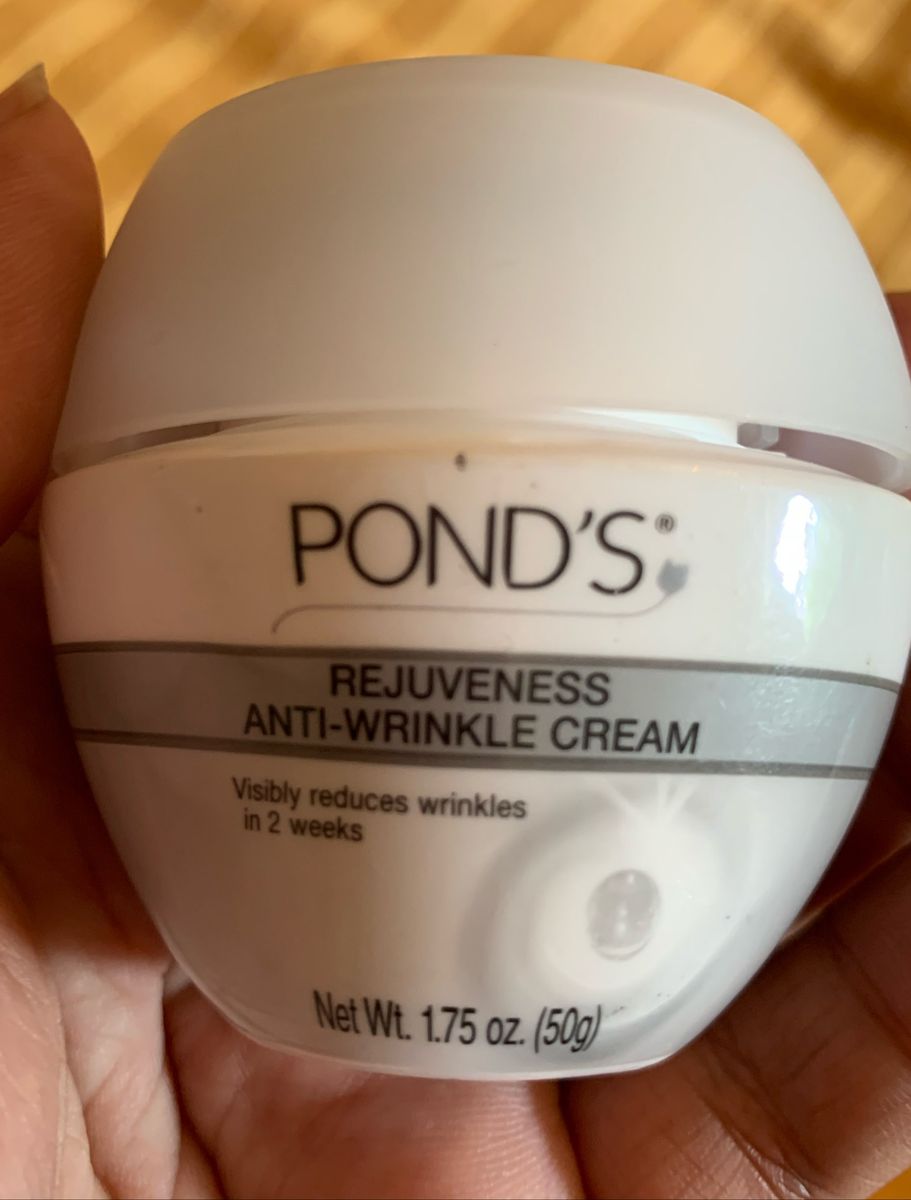 POND'S®
REJUVENESS
ANTI-WRINKLE CREAM
Visibly reduces wrinkles
in 2 weeks
Net Wt. 1.75 oz. (50g)